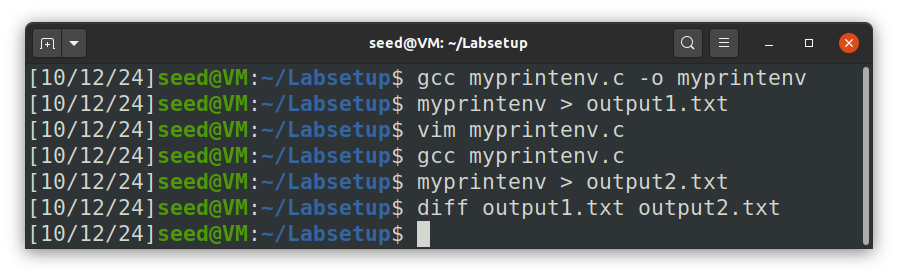 seed@VM: ~/Labsetup
[10/12/24]seed@VM:~/Labsetup$ gcc myprintenv.c -o myprintenv
[10/12/24]seed@VM:~/Labsetup$ myprintenv > output1.txt
[10/12/24]seed@VM:~/Labsetup$ vim myprintenv.c
[10/12/24]seed@VM:~/Labsetup$ gcc myprintenv.c
[10/12/24]seed@VM:~/Labsetup$ myprintenv > output2.txt
[10/12/24]seed@VM:~/Labsetup$ diff output1.txt output2.txt
[10/12/24]seed@VM:~/Labsetup$